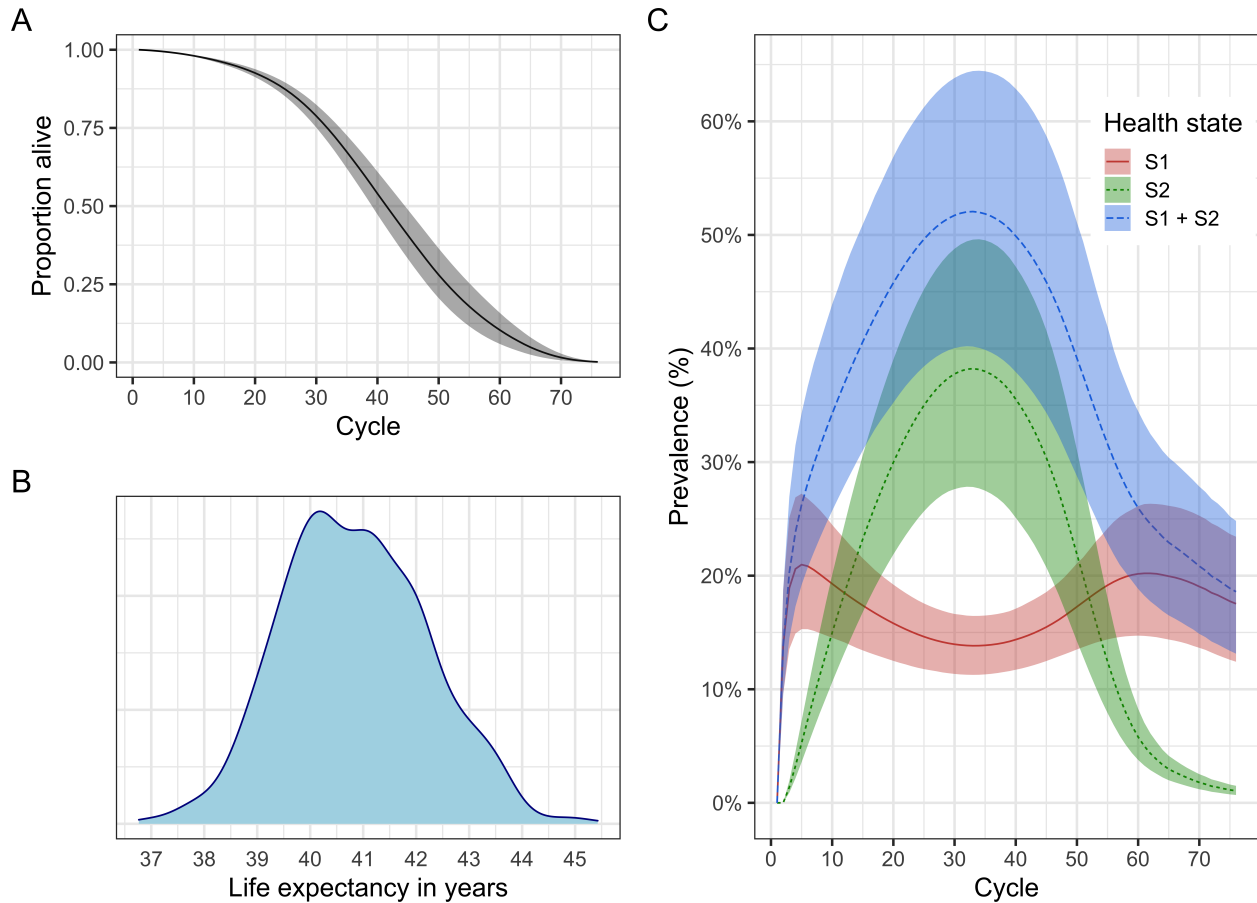 A
Proportion alive
1.00
0.75
0.50
0.25
0.00
0 10 20 30 40 50 60 70
Cycle
B
37 38 39 40 41 42 43 44 45
Life expectancy in years
C
Prevalence (%)
60%
50%
40%
30%
20%
10%
0%
Health state
S1
S2
S1 + S2
0 10 20 30 40 50 60 70
Cycle